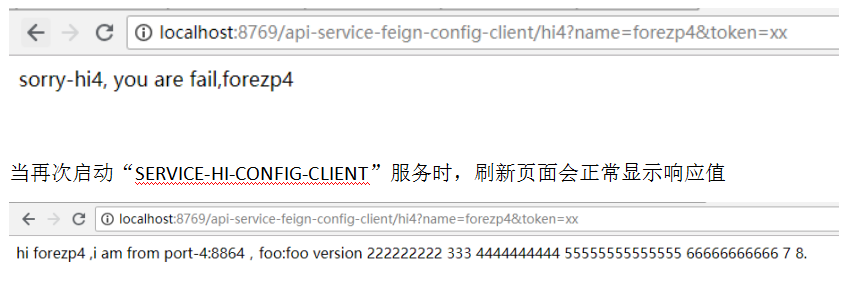 localhost:8769/api-service-feign-config-client/hi4?name=forezp4&token=xx
sorry-hi4, you are fail,forezp4
当再次启动“SERVICE-HI-CONFIG-CLIENT”服务时，刷新页面会正常显示响应值
localhost:8769/api-service-feign-config-client/hi4?name=forezp4&token=xx
hi forezp4 ,i am from port-4:8864，foo:foo version 222222222 333 4444444444 55555555555555 66666666666 7 8.